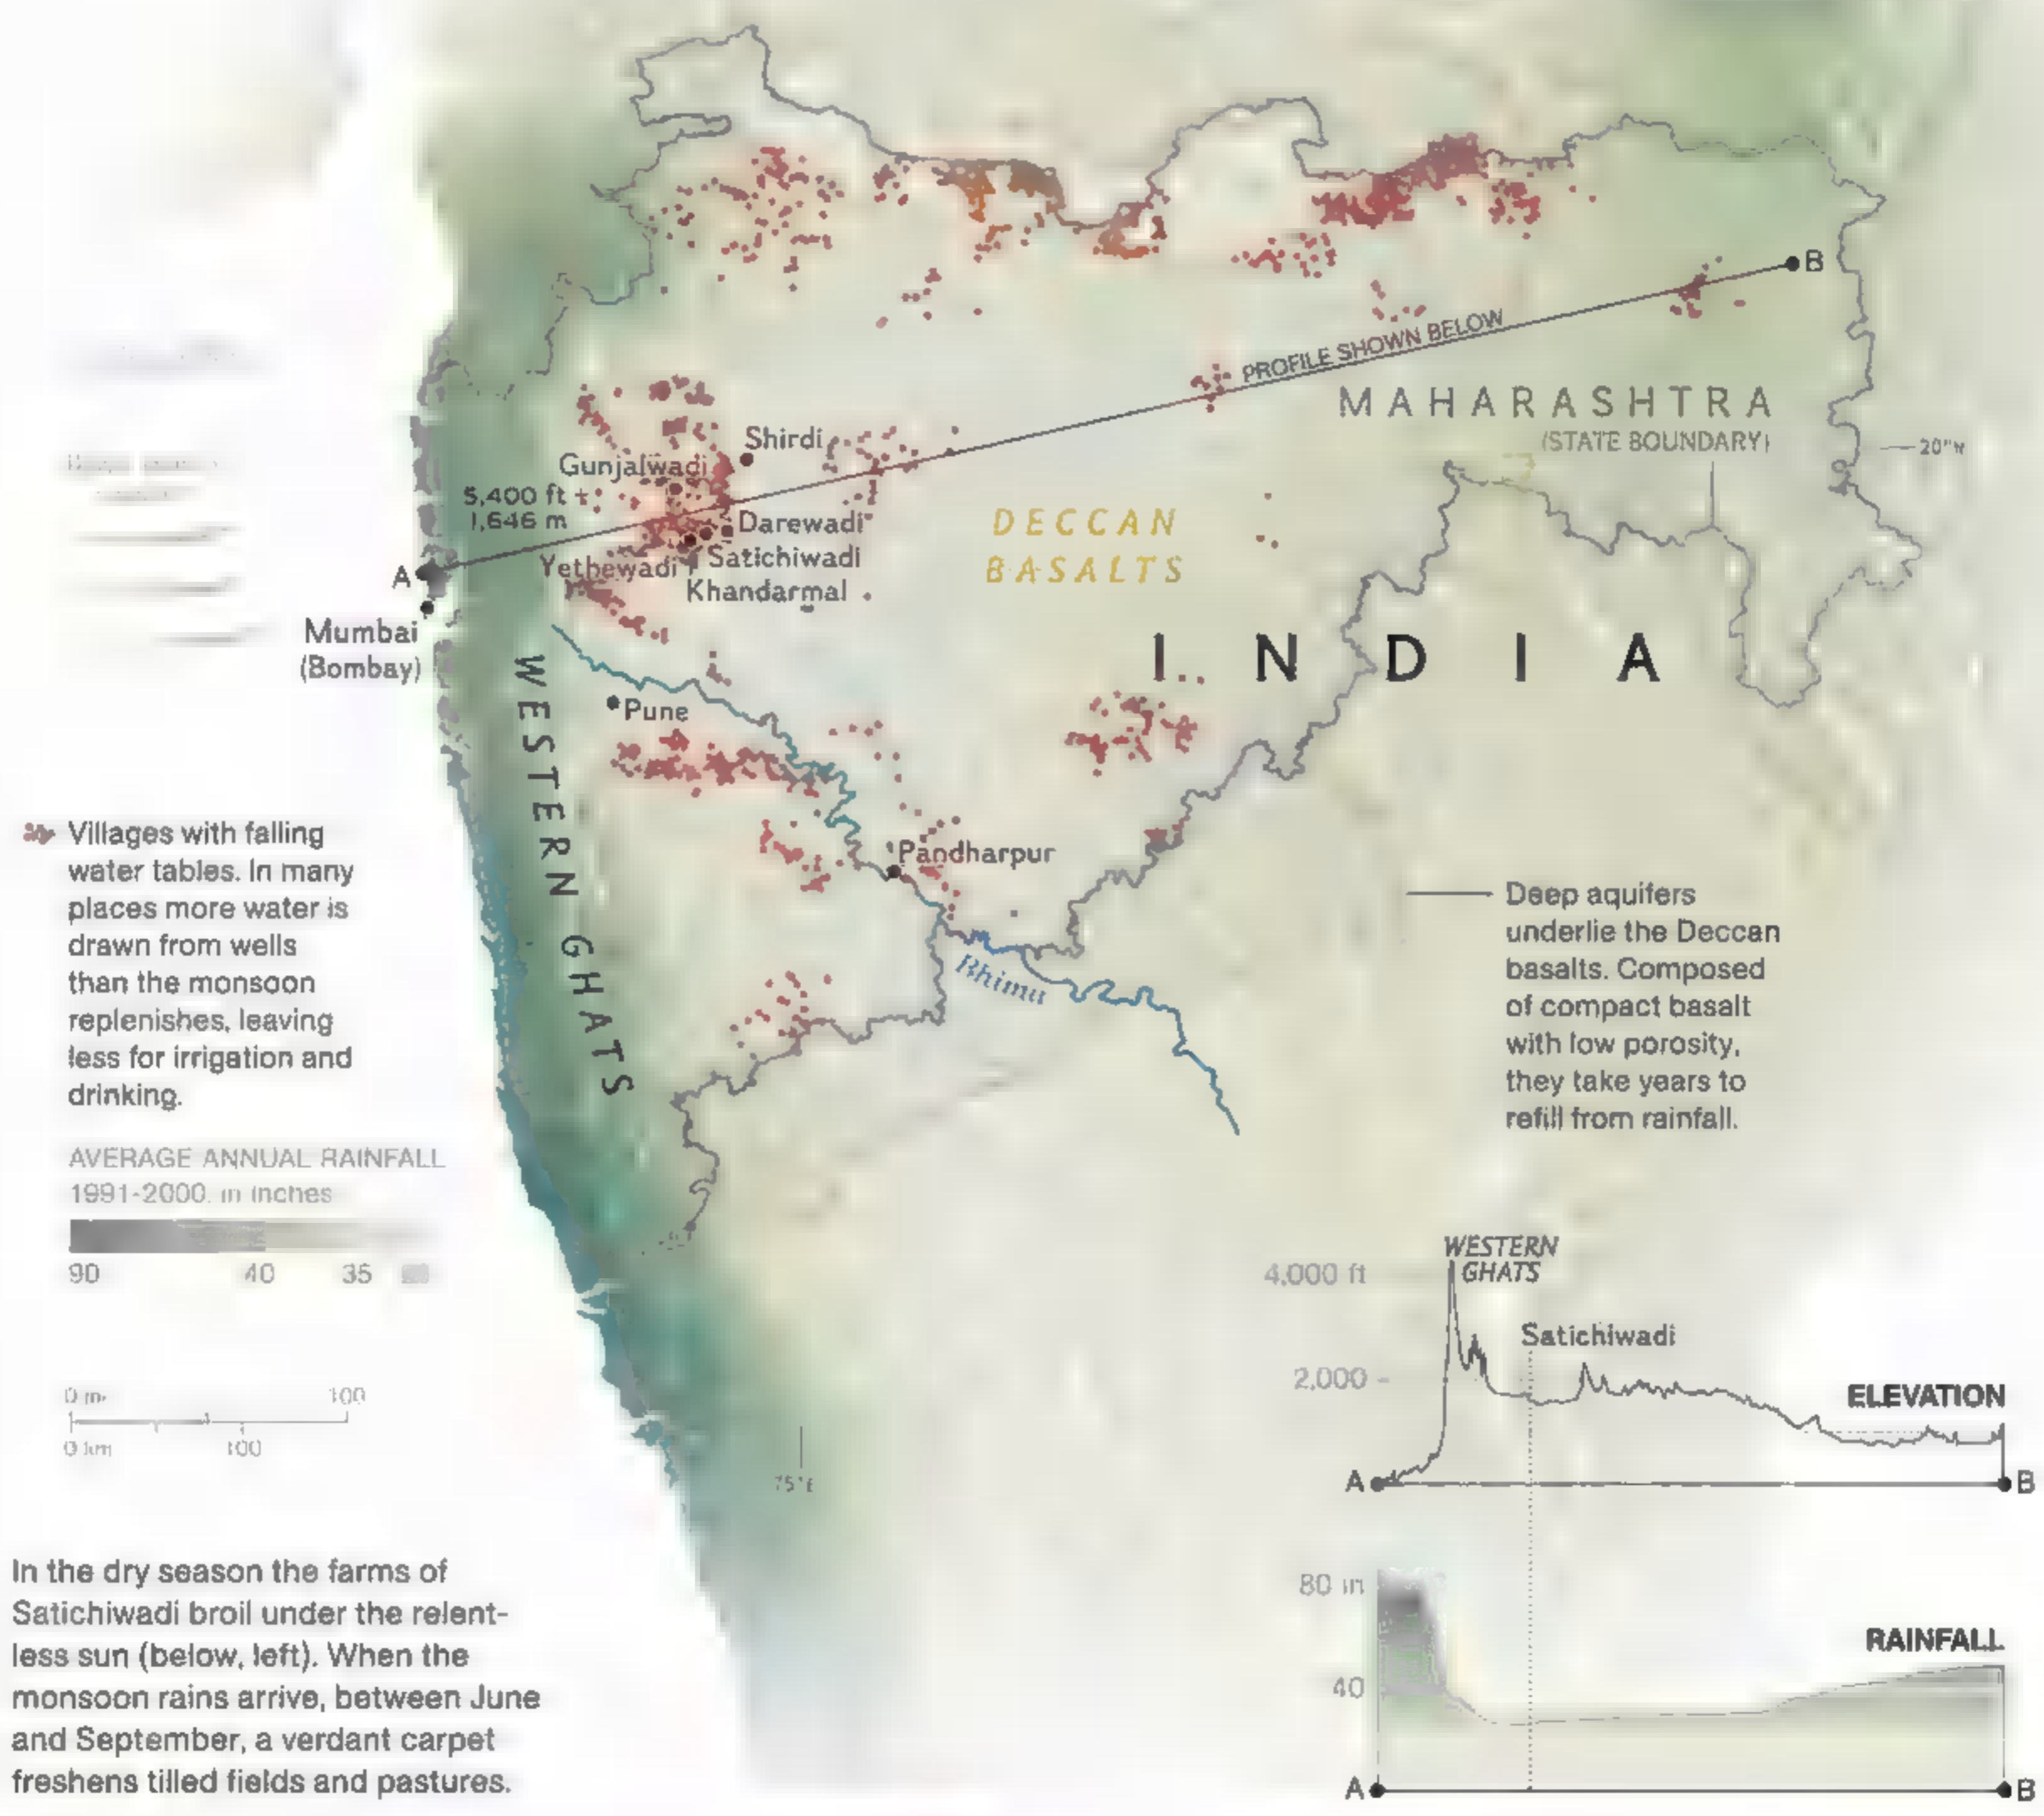 B
PROFILE SHOWN BELOW
MAHARASHTRA
(STATE BOUNDARY)
20°N
Shirdi
Gunjalwadi
5,400 ft +
1,646 m
Darewadi
Satichiwadi
Yethewadi
Khandarmal
A
Mumbai
(Bombay)
DECCAN
BASALTS
INDIA
Pune
WESTERN GHATS
Pandharpur
Bhima
Villages with falling
water tables. In many
places more water is
drawn from wells
than the monsoon
replenishes, leaving
less for irrigation and
drinking.
Deep aquifers
underlie the Deccan
basalts. Composed
of compact basalt
with low porosity,
they take years to
refill from rainfall.
AVERAGE ANNUAL RAINFALL
1991-2000, in inches
90 40 35
0 mi 100
0 km 100
75°E
WESTERN
GHATS
4,000 ft
Satichiwadi
2,000
ELEVATION
A B
80 in
RAINFALL
40
A B
In the dry season the farms of
Satichiwadi broil under the relent-
less sun (below, left). When the
monsoon rains arrive, between June
and September, a verdant carpet
freshens tilled fields and pastures.